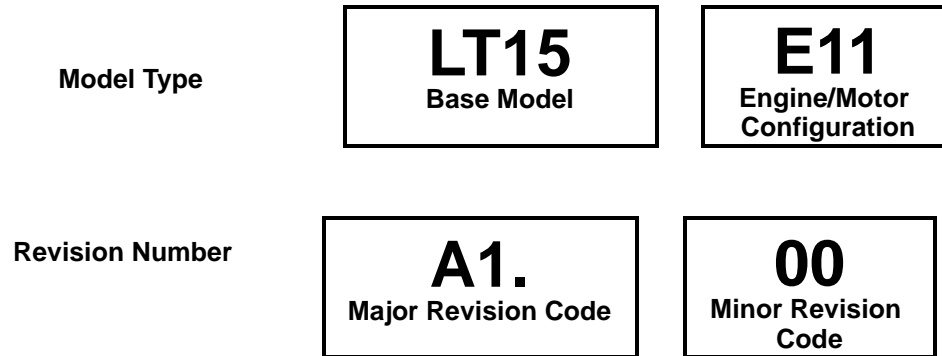 Model Type
LT15
Base Model
E11
Engine/Motor
Configuration
Revision Number
A1.
Major Revision Code
00
Minor Revision
Code